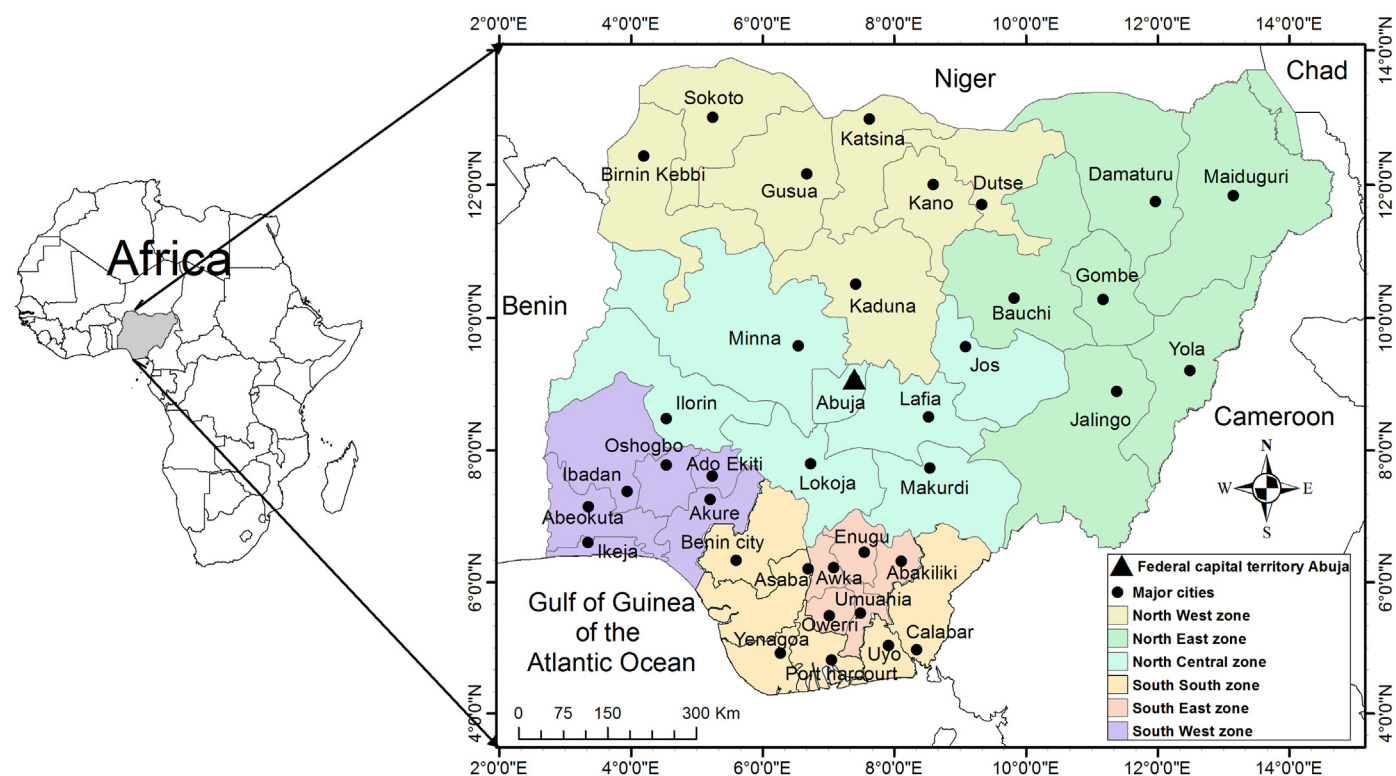 2°0'0"E 4°0'0"E 6°0'0"E 8°0'0"E 10°0'0"E 12°0'0"E 14°0'0"E
14°0'0"N
12°0'0"N 12°0'0"N
10°0'0"N 10°0'0"N
8°0'0"N 8°0'0"N
6°0'0"N 6°0'0"N
4°0'0"N 4°0'0"N
Africa
Niger
Chad
Benin
Cameroon
Sokoto
Katsina
Birnin Kebbi
Gusua
Kano
Dutse
Damaturu
Maiduguri
Kaduna
Bauchi
Gombe
Minna
Jos
Yola
Abuja
Lafia
Jalingo
Ilorin
Oshogbo
Ado Ekiti
Ibadan
Lokoja
Makurdi
Abeokuta
Akure
Ikeja
Benin city
Enugu
Asaba
Awka
Abakiliki
Umuahia
Owerri
Yenagoa
Calabar
Uyo
Port harcourt
Gulf of Guinea
of the
Atlantic Ocean
0 75 150 300 Km
N
W E
S
Federal capital territory Abuja
Major cities
North West zone
North East zone
North Central zone
South South zone
South East zone
South West zone
2°0'0"E 4°0'0"E 6°0'0"E 8°0'0"E 10°0'0"E 12°0'0"E 14°0'0"E